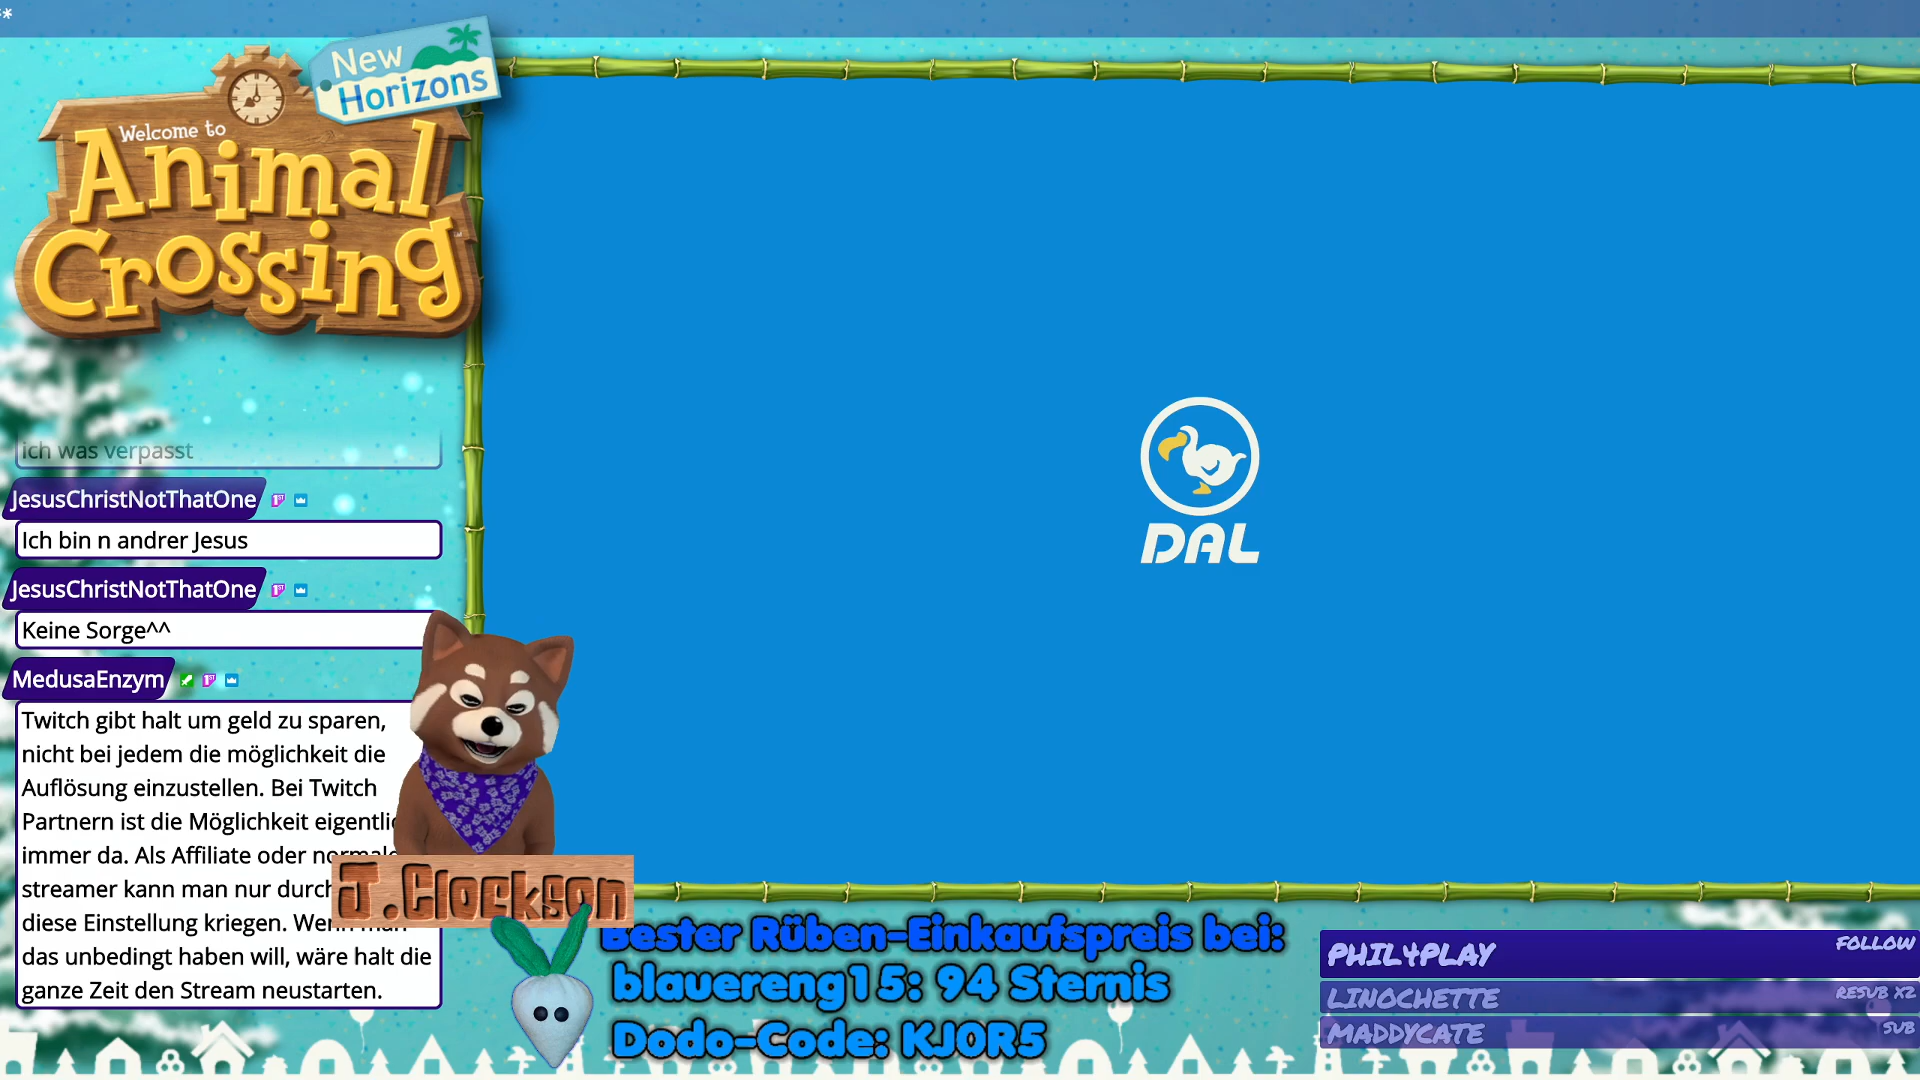 **
New
Horizons
Welcome to
Animal
Crossing
ich was verpasst
JesusChristNotThatOne
Ich bin n andrer Jesus
JesusChristNotThatOne
Keine Sorge^^
MedusaEnzym
Twitch gibt halt um geld zu sparen,
nicht bei jedem die möglichkeit die
Auflösung einzustellen. Bei Twitch
Partnern ist die Möglichkeit
immer da. Als Affiliate oder
streamer kann man nur durch
diese Einstellung kriegen. Wenn man
das unbedingt haben will, wäre halt die
ganze Zeit den Stream neustarten.
DAL
J.Clockson
Bester Rüben-Einkaufspreis bei:
blauereng15: 94 Sternis
Dodo-Code: KJ0R5
PHIL4PLAY FOLLOW
LINOCHETTE RESUB X2
MADDYCATE SUB